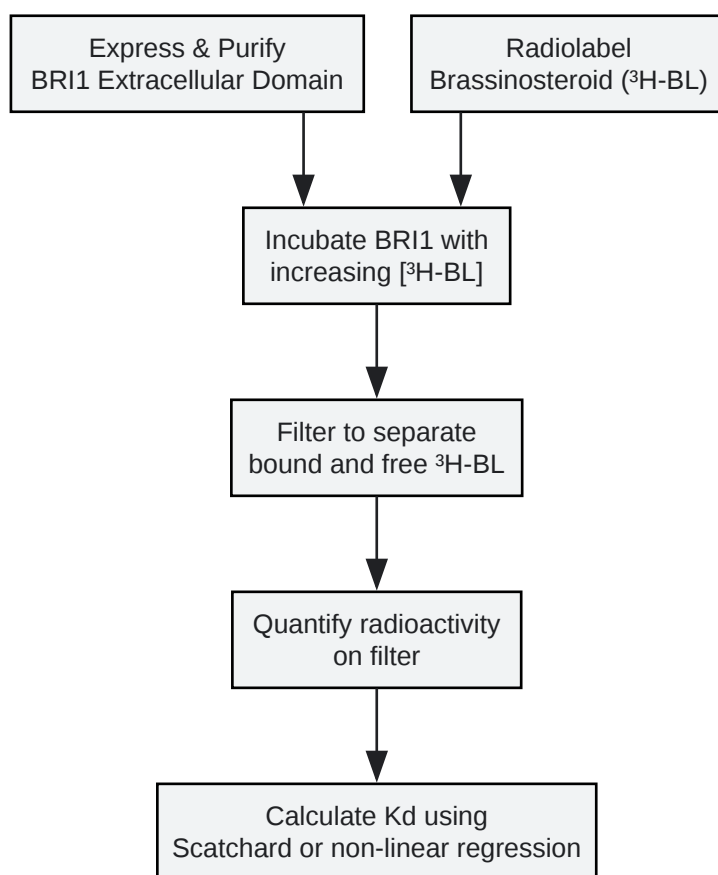 Express & Purify
BRI1 Extracellular Domain
Radiolabel
Brassinosteroid (³H-BL)
Incubate BRI1 with
increasing [³H-BL]
Filter to separate
bound and free ³H-BL
Quantify radioactivity
on filter
Calculate Kd using
Scatchard or non-linear regression